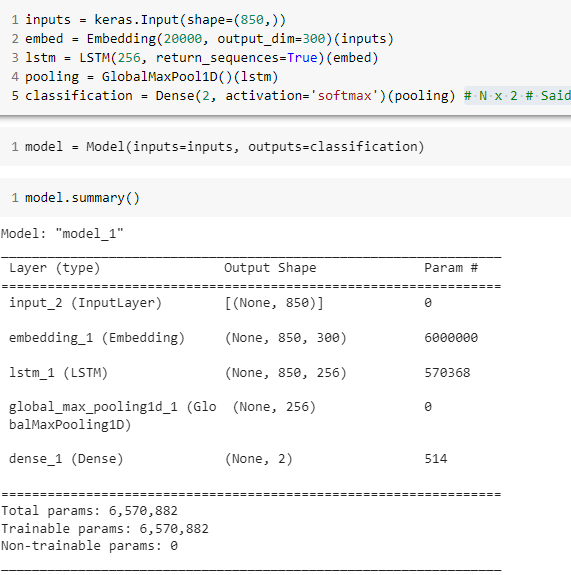 1 inputs = keras.Input(shape=(850,))
2 embed = Embedding(20000, output_dim=300)(inputs)
3 lstm = LSTM(256, return_sequences=True)(embed)
4 pooling = GlobalMaxPool1D()(lstm)
5 classification = Dense(2, activation='softmax')(pooling) # N x 2 # Said
1 model = Model(inputs=inputs, outputs=classification)
1 model.summary()
Model: "model_1"
Layer (type) Output Shape Param #
input_2 (InputLayer) [(None, 850)] 0
embedding_1 (Embedding) (None, 850, 300) 6000000
lstm_1 (LSTM) (None, 850, 256) 570368
global_max_pooling1d_1 (Glo (None, 256) 0
balMaxPooling1D)
dense_1 (Dense) (None, 2) 514
Total params: 6,570,882
Trainable params: 6,570,882
Non-trainable params: 0